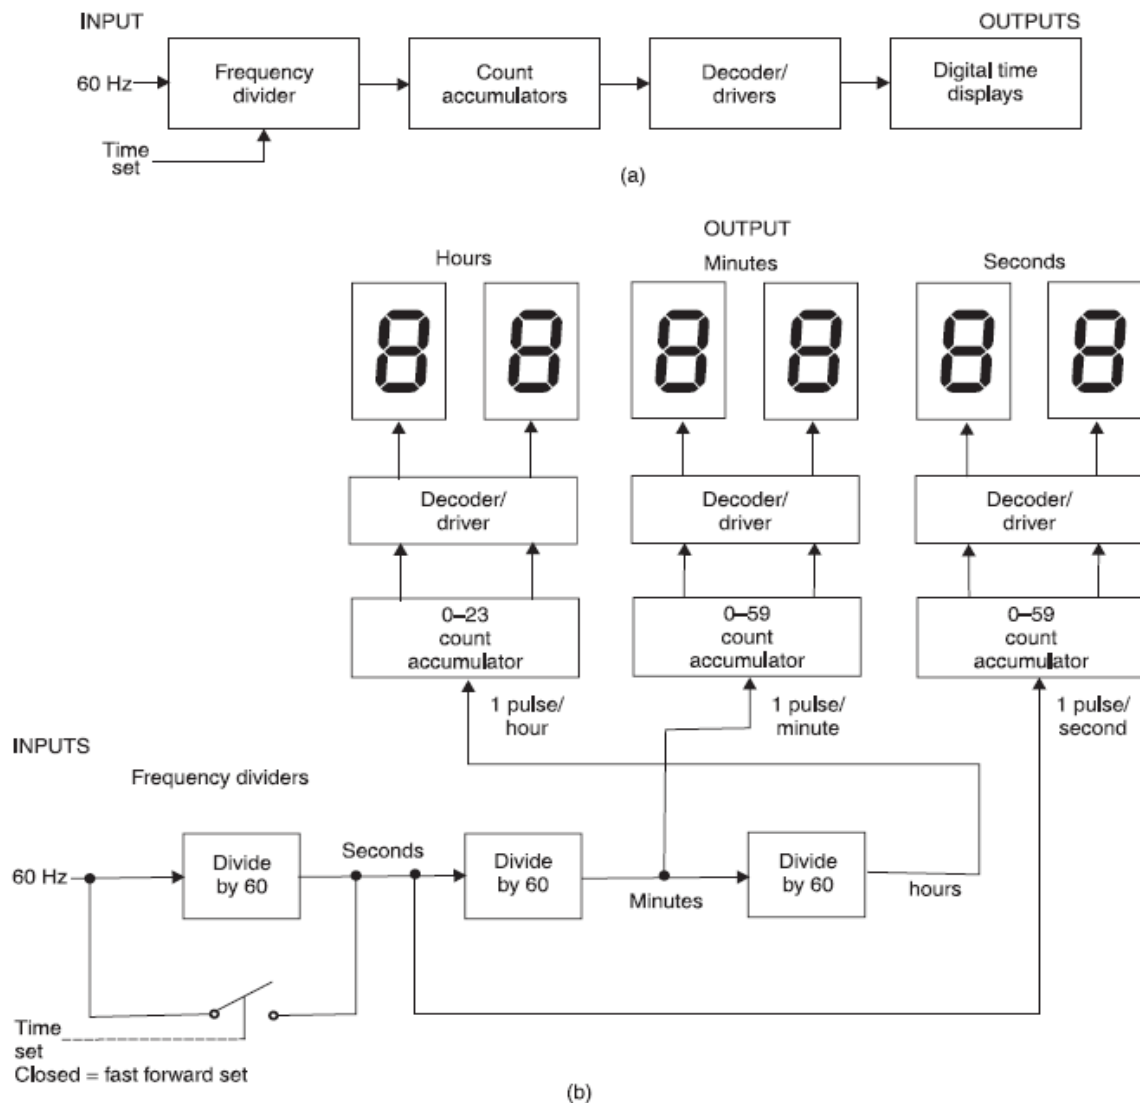 INPUT
OUTPUTS
60 Hz
Frequency
divider
Count
accumulators
Decoder/
drivers
Digital time
displays
Time
set
(a)
OUTPUT
Hours
Minutes
Seconds
8 8
8 8
8 8
Decoder/
driver
Decoder/
driver
Decoder/
driver
0–23
count
accumulator
0–59
count
accumulator
0–59
count
accumulator
1 pulse/
hour
1 pulse/
minute
1 pulse/
second
INPUTS
Frequency dividers
60 Hz
Divide
by 60
Seconds
Divide
by 60
Minutes
Divide
by 60
hours
Time
set
Closed = fast forward set
(b)